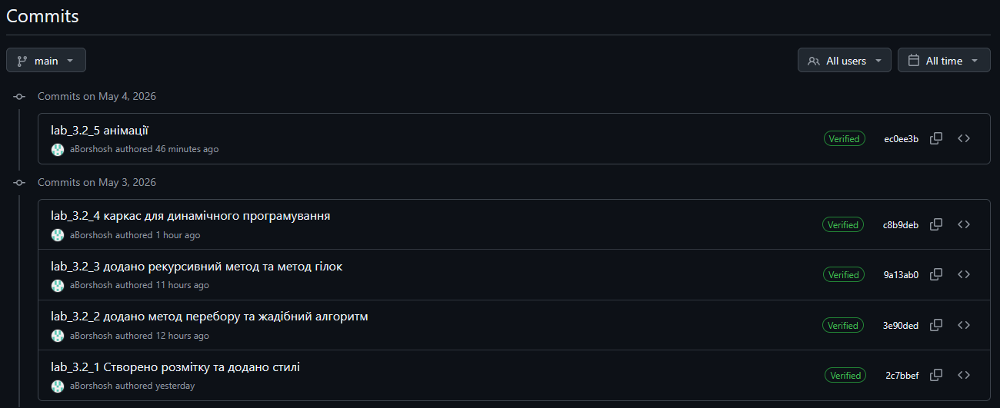 Commits
main
All users
All time
Commits on May 4, 2026
lab_3.2_5 анімації
aBorshosh authored 46 minutes ago
Verified
ec0ee3b
Commits on May 3, 2026
lab_3.2_4 каркас для динамічного програмування
aBorshosh authored 1 hour ago
Verified
c8b9deb
lab_3.2_3 додано рекурсивний метод та метод гілок
aBorshosh authored 11 hours ago
Verified
9a13ab0
lab_3.2_2 додано метод перебору та жадібний алгоритм
aBorshosh authored 12 hours ago
Verified
3e90ded
lab_3.2_1 Створено розмітку та додано стилі
aBorshosh authored yesterday
Verified
2c7bbef